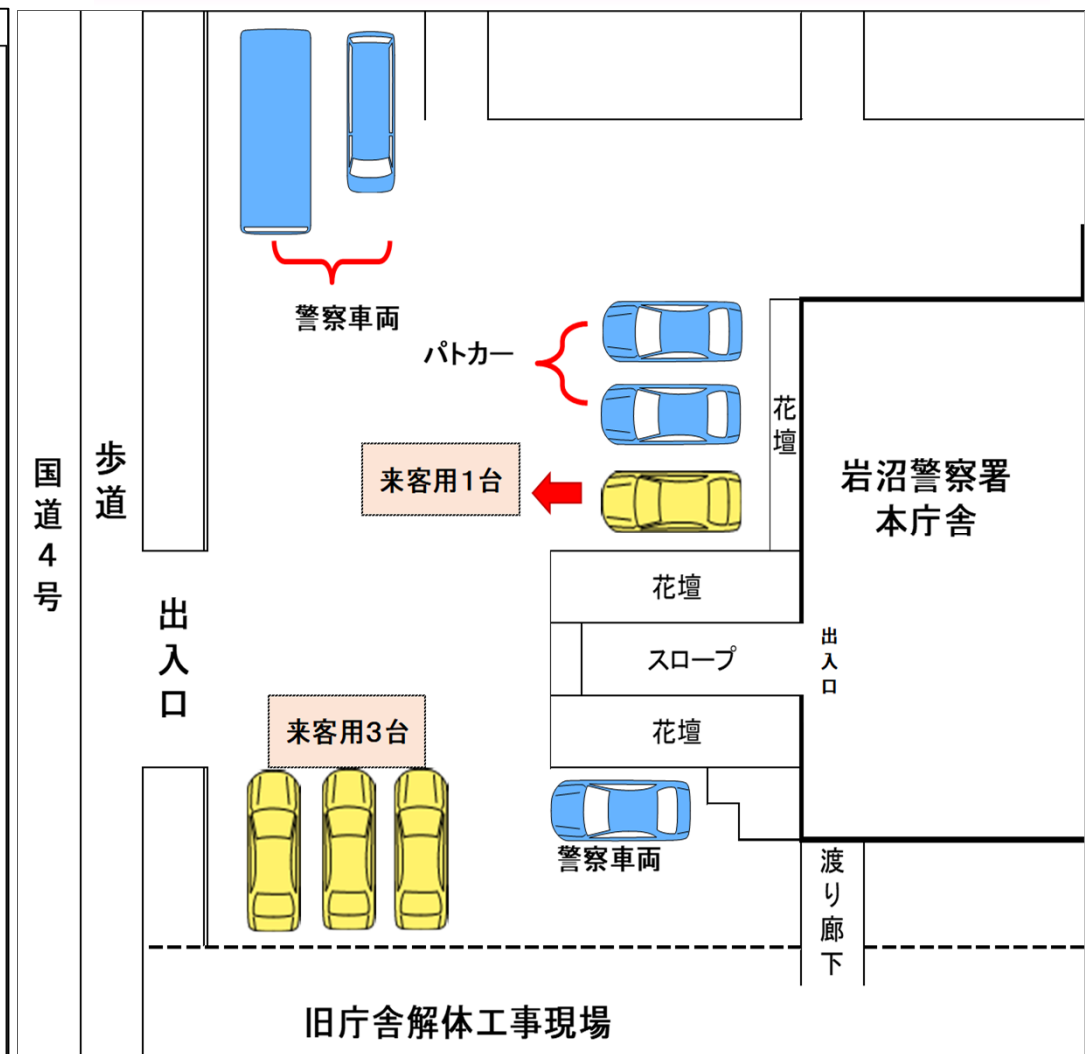 警察車両
パトカー
花壇
来客用1台
岩沼警察署
本庁舎
国道4号
歩道
出入口
花壇
スロープ
出入口
花壇
来客用3台
警察車両
渡り廊下
旧庁舎解体工事現場